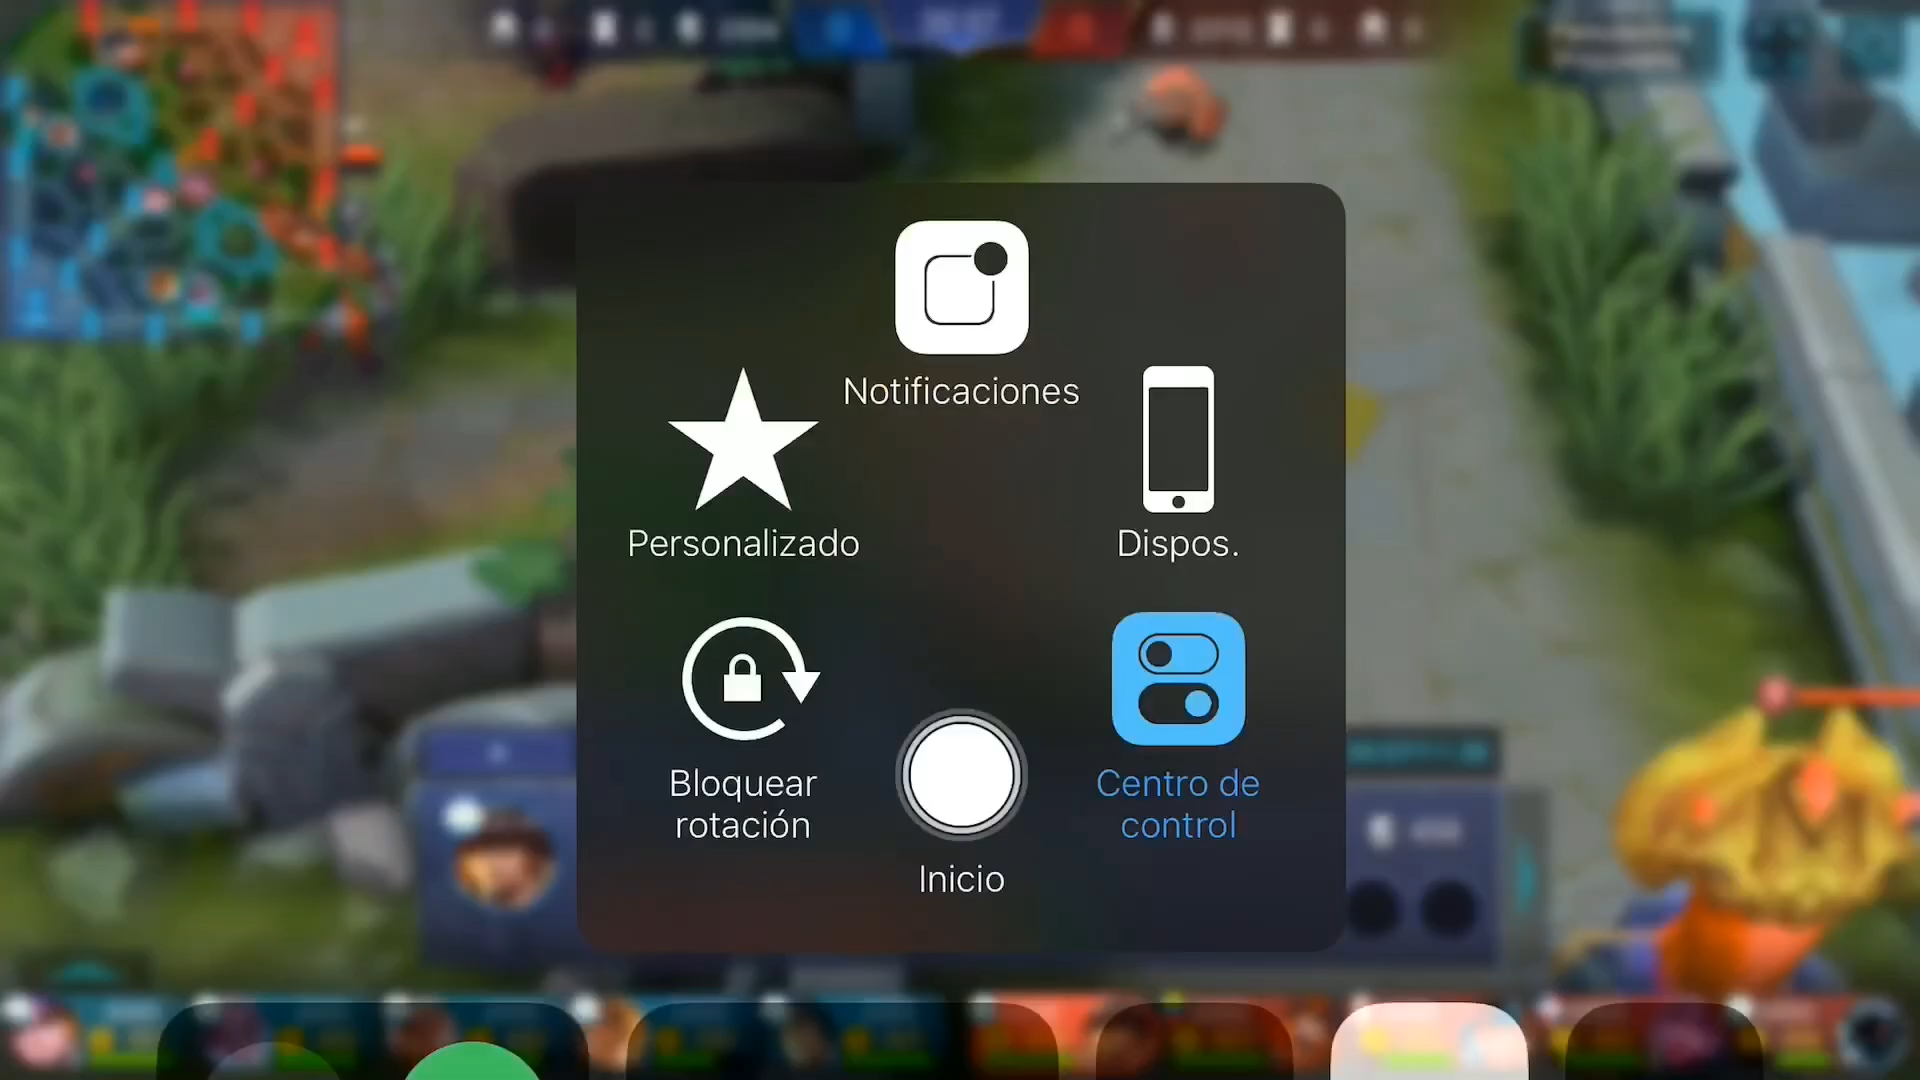 Notificaciones
Personalizado
Dispos.
Bloquear
rotación
Centro de
control
Inicio